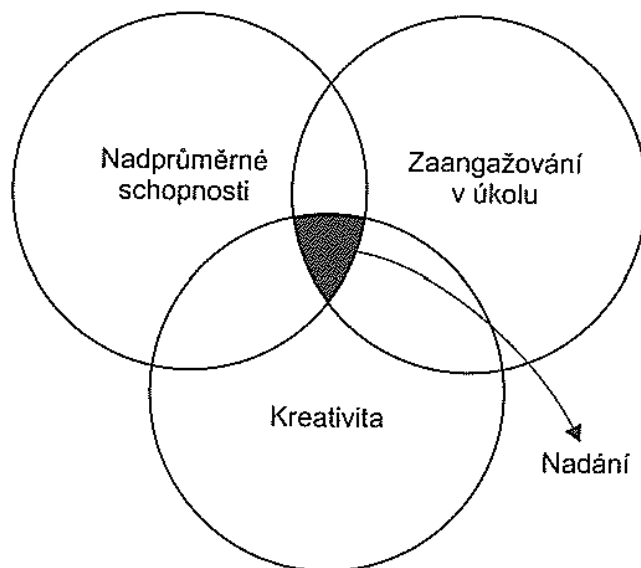 Nadprůměrné
schopnosti
Zaangažování
v úkolu
Kreativita
Nadání